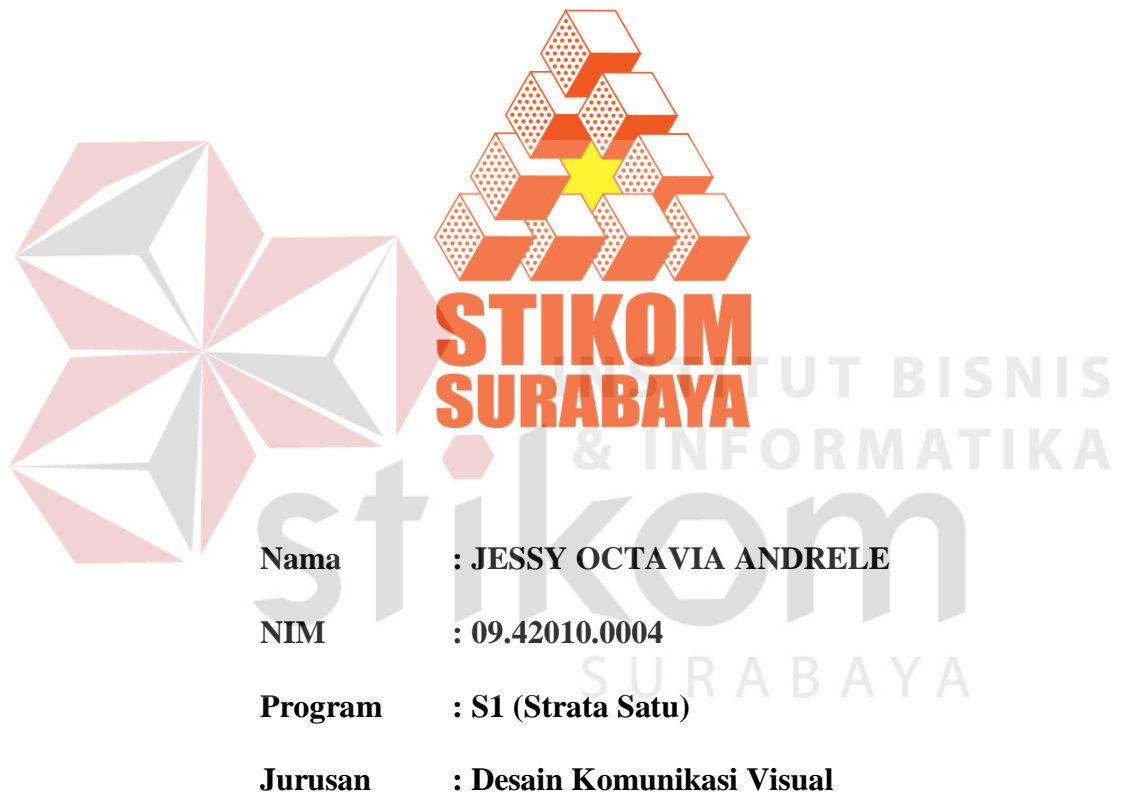 STIKOM
SURABAYA
INSTITUT BISNIS
& INFORMATIKA
stikom
SURABAYA
Nama : JESSY OCTAVIA ANDRELE
NIM : 09.42010.0004
Program : S1 (Strata Satu)
Jurusan : Desain Komunikasi Visual